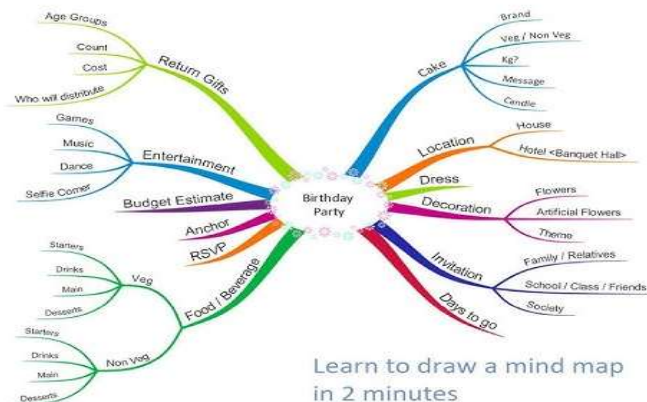 Birthday
Party
Cake
Brand
Veg / Non Veg
Kg?
Message
Candle
Location
House
Hotel <Banquet Hall>
Dress
Decoration
Flowers
Artificial Flowers
Theme
Invitation
Family / Relatives
School / Class / Friends
Society
Days to go
Food / Beverage
Veg
Starters
Drinks
Main
Desserts
Non Veg
Starters
Drinks
Main
Desserts
RSVP
Anchor
Budget Estimate
Entertainment
Games
Music
Dance
Selfie Corner
Return Gifts
Age Groups
Count
Cost
Who will distribute
Learn to draw a mind map
in 2 minutes